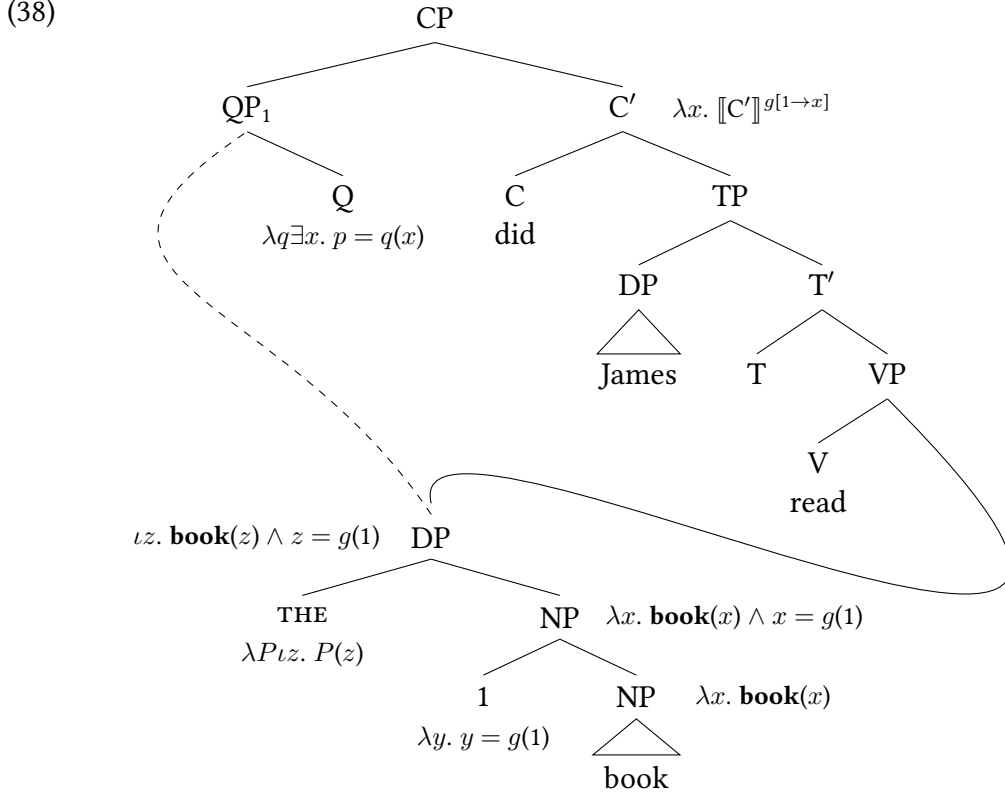 (38)
CP
QP₁ C′ λx. ⟦C′⟧^{g[1→x]}
Q C TP
λq∃x. p = q(x) did
DP T′
James T VP
V
read
ιz. book(z) ∧ z = g(1) DP
THE NP λx. book(x) ∧ x = g(1)
λPιz. P(z)
1 NP λx. book(x)
λy. y = g(1)
book